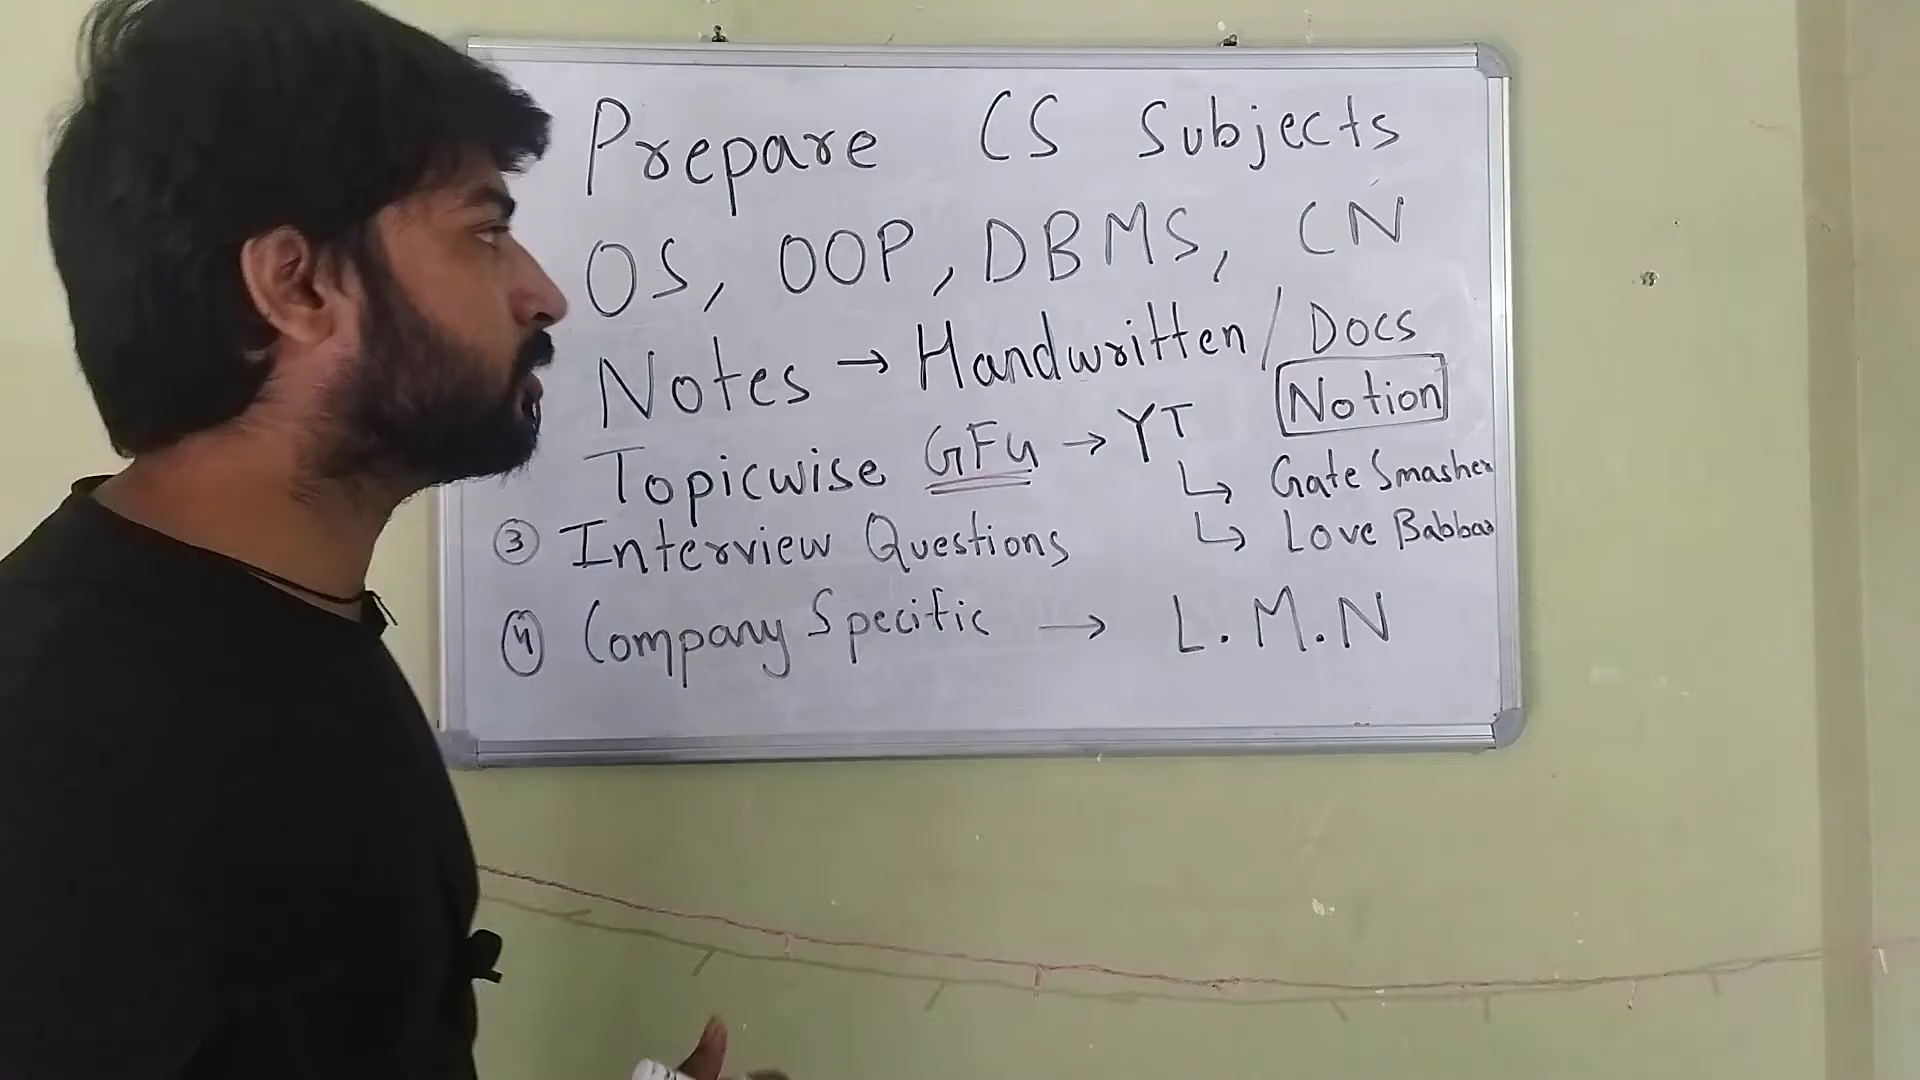 Prepare CS Subjects
OS, OOP, DBMS, CN
Notes → Handwritten / Docs
Notion
Topicwise GFG → YT
↳ Gate Smasher
↳ Love Babbar
③ Interview Questions
④ Company Specific → L.M.N